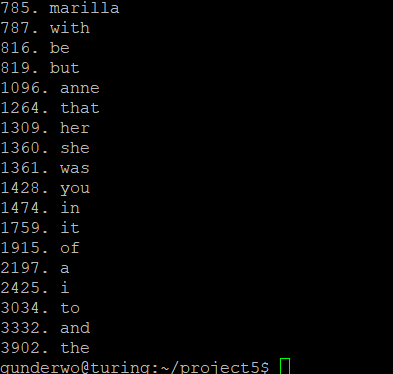 785. marilla
787. with
816. be
819. but
1096. anne
1264. that
1309. her
1360. she
1361. was
1428. you
1474. in
1759. it
1915. of
2197. a
2425. i
3034. to
3332. and
3902. the
gunderwo@turing:~/project5$